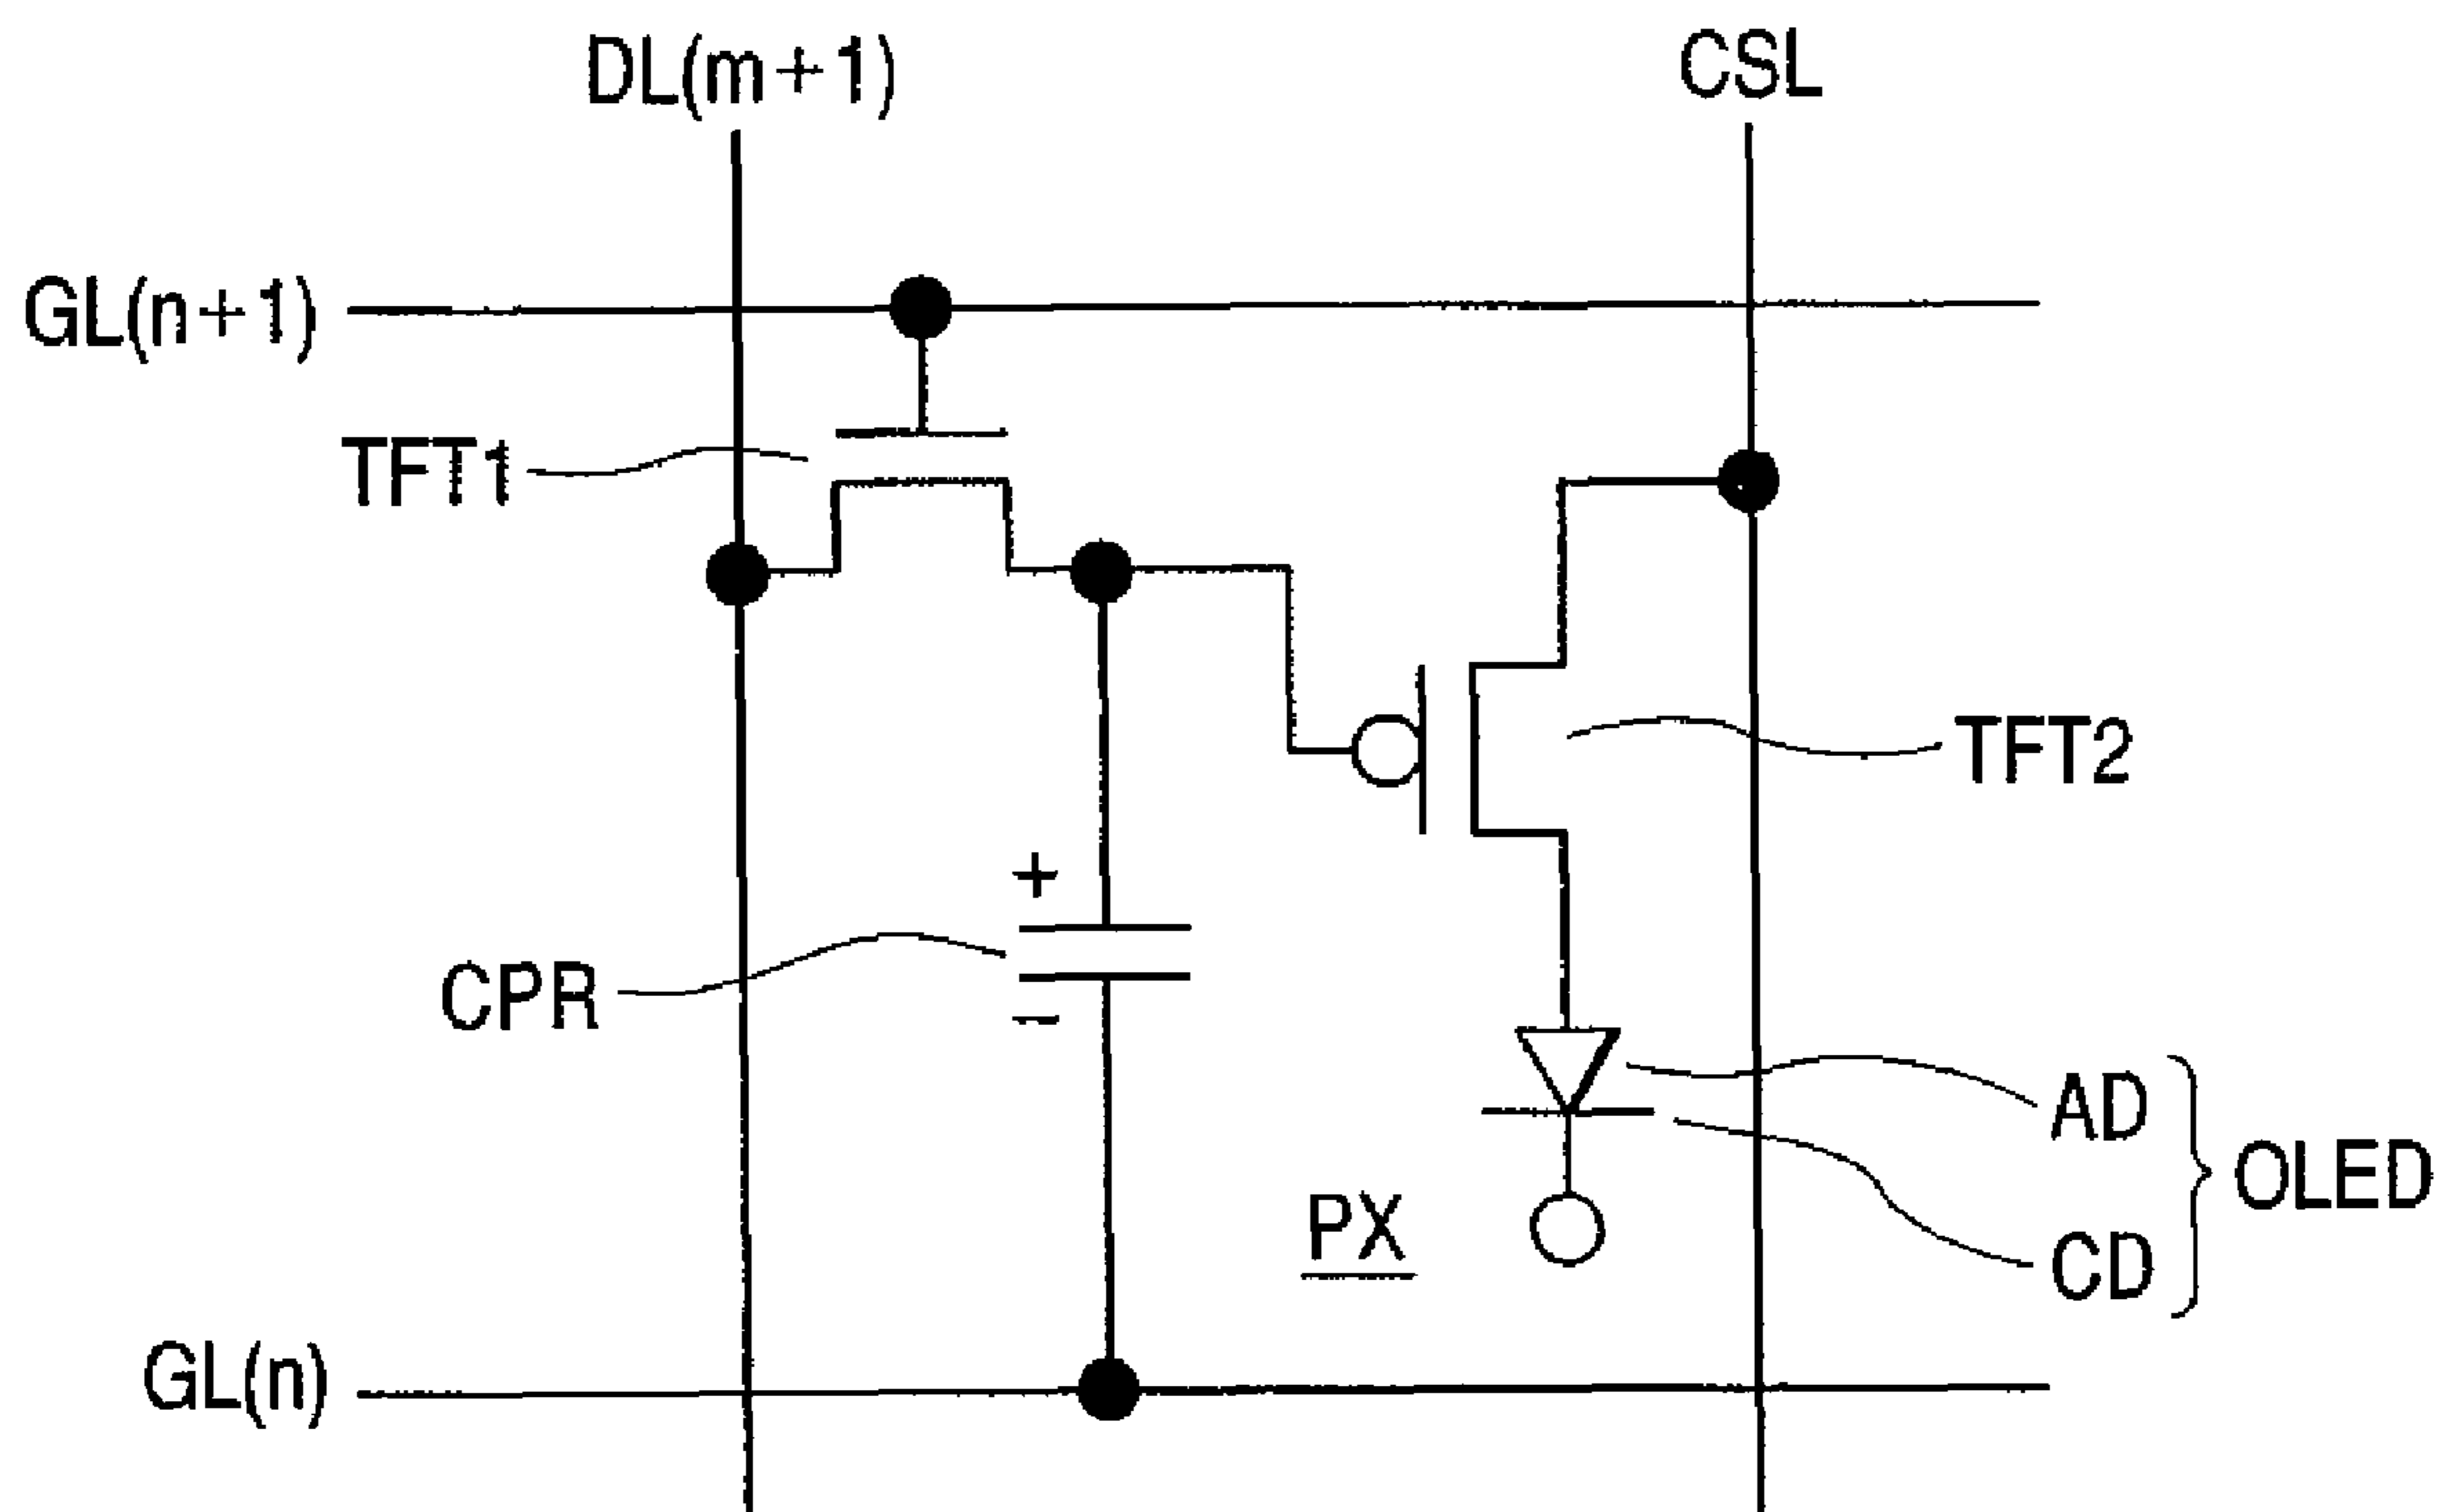 DL(m+1)
CSL
GL(n+1)
TFT1
TFT2
+
CPR
−
AD
OLED
PX
CD
GL(n)